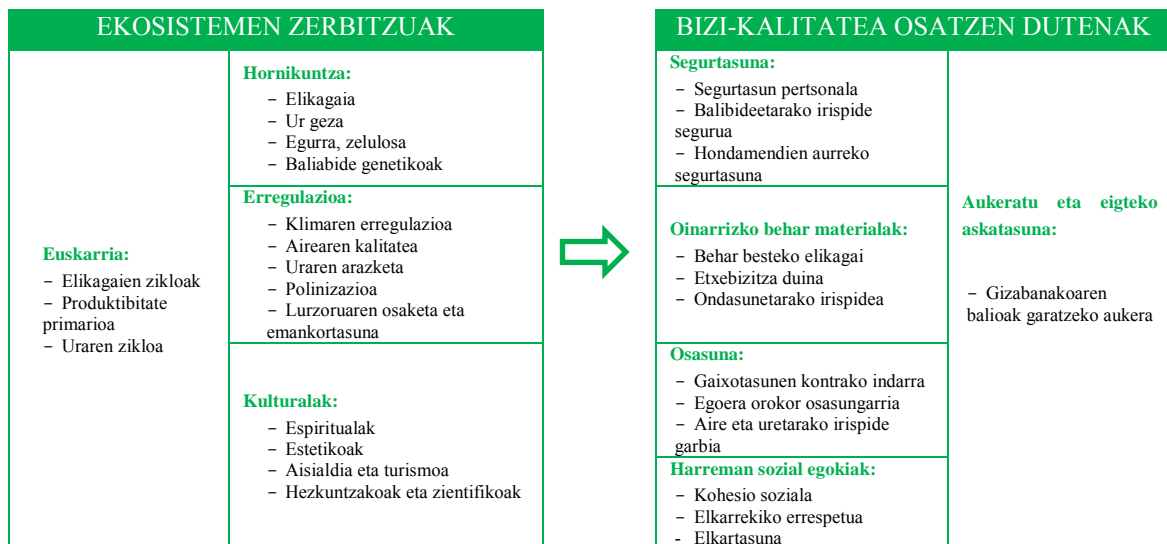 EKOSISTEMEN ZERBITZUAK
Euskarria:
− Elikagaien zikloak
− Produktibitate
primarioa
− Uraren zikloa
Hornikuntza:
− Elikagaia
− Ur geza
− Egurra, zelulosa
− Baliabide genetikoak
Erregulazioa:
− Klimaren erregulazioa
− Airearen kalitatea
− Uraren arazketa
− Polinizazioa
− Lurzoruaren osaketa eta
emankortasuna
Kulturalak:
− Espiritualak
− Estetikoak
− Aisialdia eta turismoa
− Hezkuntzakoak eta zientifikoak
BIZI-KALITATEA OSATZEN DUTENAK
Segurtasuna:
− Segurtasun pertsonala
− Balibideetarako irispide
segurua
− Hondamendien aurreko
segurtasuna
Oinarrizko behar materialak:
− Behar besteko elikagai
− Etxebizitza duina
− Ondasunetarako irispidea
Osasuna:
− Gaixotasunen kontrako indarra
− Egoera orokor osasungarria
− Aire eta uretarako irispide
garbia
Harreman sozial egokiak:
− Kohesio soziala
− Elkarrekiko errespetua
- Elkartasuna
Aukeratu eta eigteko
askatasuna:
− Gizabanakoaren
balioak garatzeko aukera